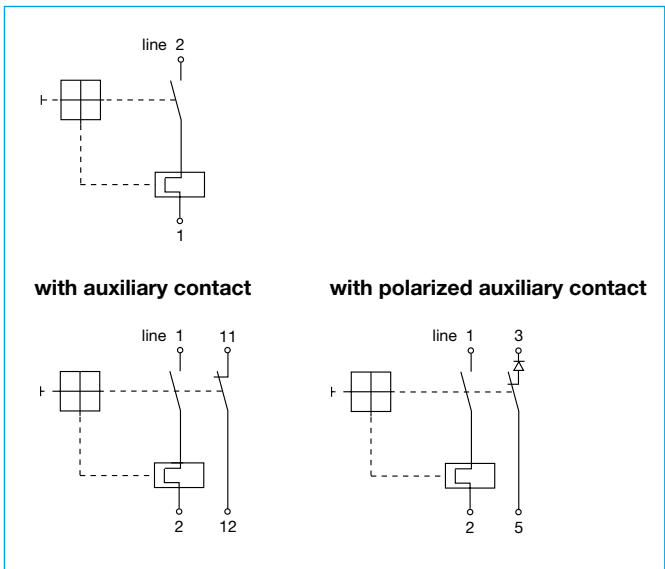 line 2
1
with auxiliary contact
line 1 11
2 12
with polarized auxiliary contact
line 1 3
2 5